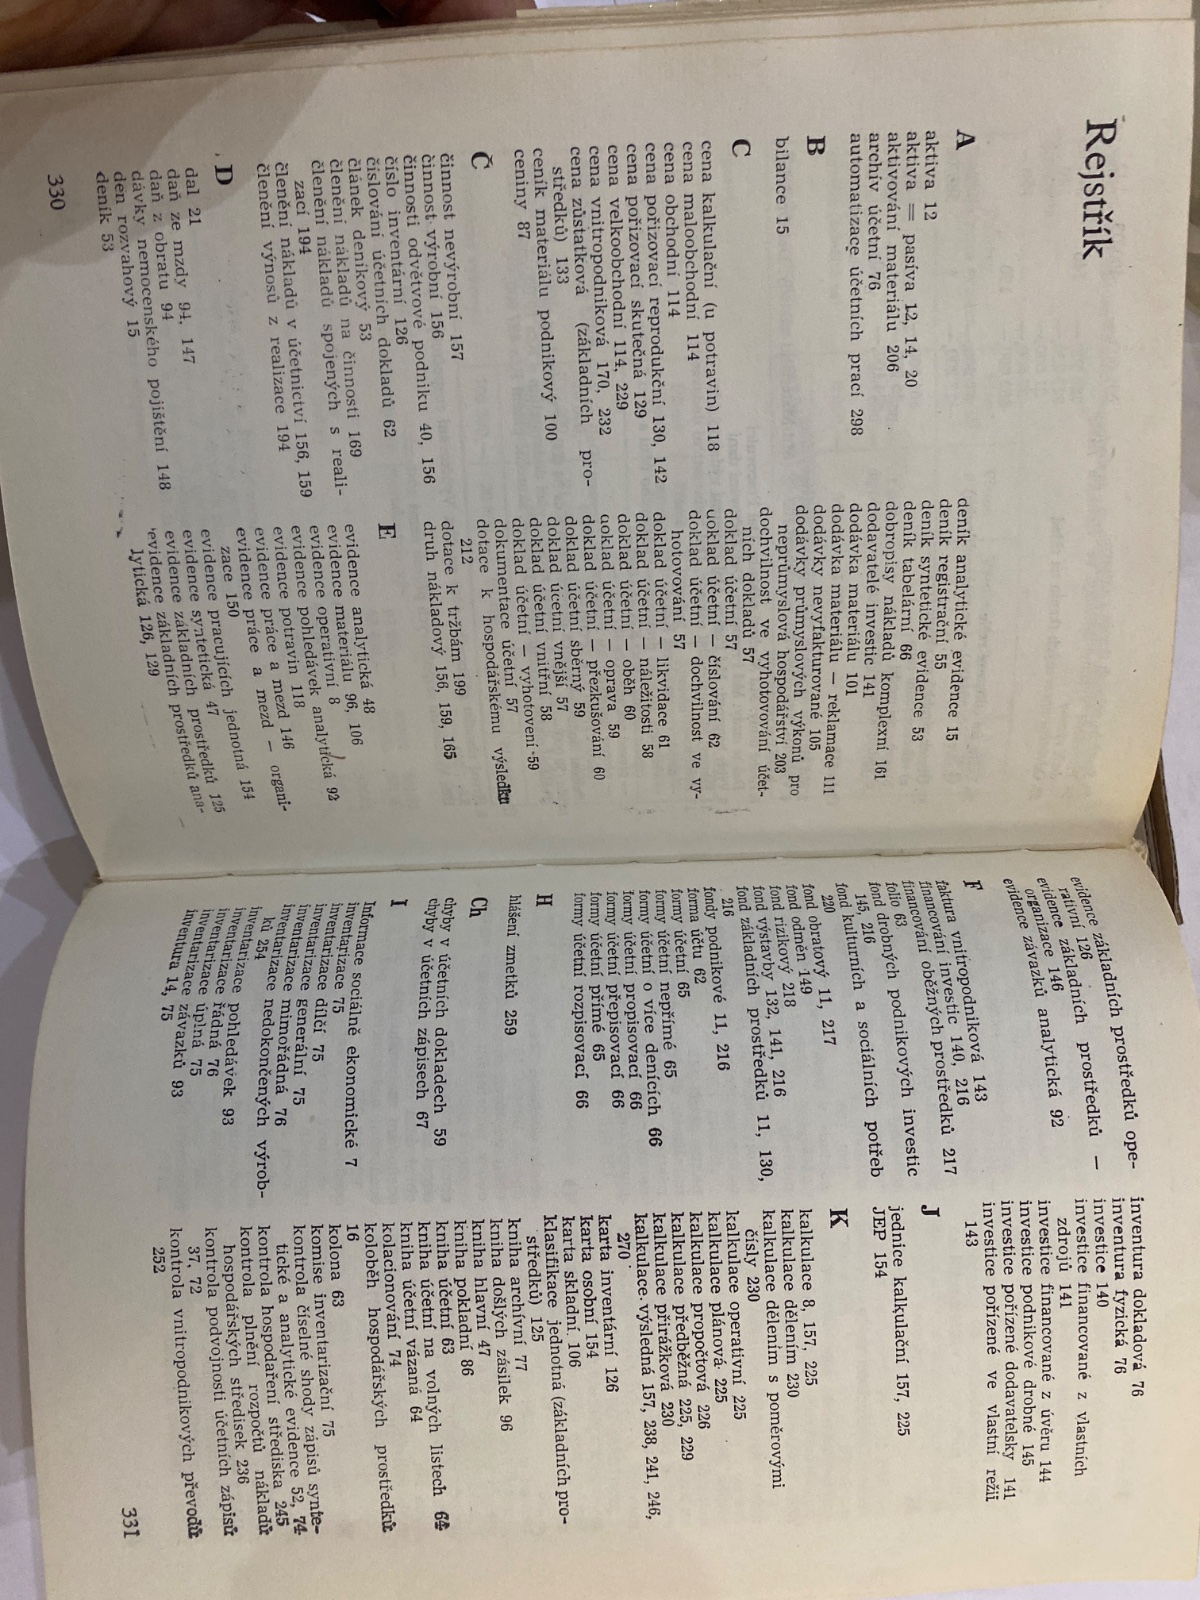 Rejstřík
A
aktiva 12
aktiva = pasíva 12, 14, 20
aktivování materiálu 206
archív účetní 76
automatizace účetních prací 298
B
bilance 15
C
cena kalkulační (u potravin) 118
cena maloobchodní 114
cena obchodní 114
cena pořizovací reprodukční 130, 142
cena pořizovací skutečná 129
cena velkoobchodní 114, 229
cena vnitropodniková 170, 232
cena zůstatková (základních pro-
středků) 133
ceník materiálu podnikový 100
ceniny 87
Č
činnost nevýrobní 157
činnost výrobní 156
činnosti odvětvové podniku 40, 156
číslo inventární 126
číslování účetních dokladů 62
článek deníkový 53
členění nákladů na činnosti 169
členění nákladů spojených s reali-
zací 194
členění nákladů v účetnictví 156, 159
členění výnosů z realizace 194
D
dal 21
daň ze mzdy 94, 147
daň z obratu 94
dávky nemocenského pojištění 148
den rozvahový 15
deník 53
330
deník analytické evidence 15
deník registrační 55
deník syntetické evidence 53
deník tabelární 66
dobropisy nákladů komplexní 161
dodavatelé investic 141
dodávka materiálu 101
dodávka materiálu — reklamace 111
dodávky nevyfakturované 105
dodávky průmyslových výkonů pro
neprůmyslová hospodářství 203
dochvilnost ve vyhotovování účet-
ních dokladů 57
doklad účetní 57
doklad účetní — číslování 62
doklad účetní — dochvilnost ve vy-
hotovování 57
doklad účetní — likvidace 61
doklad účetní — náležitosti 58
doklad účetní — oběh 60
doklad účetní — oprava 59
doklad účetní — přezkušování 60
doklad účetní sběrný 59
doklad účetní vnější 57
doklad účetní vnitřní 58
doklad účetní — vyhotovení 59
dokumentace účetní 57
dotace k hospodářskému výsledku
212
dotace k tržbám 199
druh nákladový 156, 159, 165
E
evidence analytická 48
evidence materiálu 96, 106
evidence operativní 8
evidence pohledávek analytická 92
evidence potravin 118
evidence práce a mezd 146
evidence práce a mezd — organi-
zace 150
evidence pracujících jednotná 154
evidence syntetická 47
evidence základních prostředků 125
evidence základních prostředků ana-
lytická 126, 129
evidence základních prostředků ope-
rativní 126
evidence základních prostředků —
organizace 146
evidence závazků analytická 92
F
faktura vnitropodniková 143
financování investic 140, 216
financování oběžných prostředků 217
folio 63
fond drobných podnikových investic
145, 216
fond kulturních a sociálních potřeb
220
fond obratový 11, 217
fond odměn 149
fond rizikový 218
fond výstavby 132, 141, 216
fond základních prostředků 11, 130,
216
fondy podnikové 11, 216
forma účtu 62
formy účetní 65
formy účetní nepřímé 65
formy účetní o více denících 66
formy účetní propisovací 66
formy účetní přepisovací 66
formy účetní přímé 65
formy účetní rozpisovací 66
H
hlášení zmetků 259
Ch
chyby v účetních dokladech 59
chyby v účetních zápisech 67
I
Informace sociálně ekonomické 7
inventarizace 75
inventarizace dílčí 75
inventarizace generální 75
inventarizace mimořádná 76
inventarizace nedokončených výrob-
ků 254
inventarizace pohledávek 93
inventarizace řádná 76
inventarizace úplná 75
inventarizace závazků 93
inventura 14, 75
inventura dokladová 76
inventura fyzická 76
investice 140
investice financované z vlastních
zdrojů 141
investice financované z úvěru 144
investice podnikové drobné 145
investice pořízené dodavatelsky 141
investice pořízené ve vlastní režii
143
J
jednice kalkulační 157, 225
JEP 154
K
kalkulace 8, 157, 225
kalkulace dělením 230
kalkulace dělením s poměrovými
čísly 230
kalkulace operativní 225
kalkulace plánová 225
kalkulace propočtová 226
kalkulace předběžná 225, 229
kalkulace přirážková 230
kalkulace výsledná 157, 238, 241, 246,
270
karta inventární 126
karta osobní 154
karta skladní 106
klasifikace jednotná (základních pro-
středků) 125
kniha archívní 77
kniha došlých zásilek 96
kniha hlavní 47
kniha pokladní 86
kniha účetní 63
kniha účetní na volných listech 64
kniha účetní vázaná 64
kolacionování 74
koloběh hospodářských prostředků
16
kolona 63
komise inventarizační 75
kontrola číselné shody zápisů synte-
tické a analytické evidence 52, 74
kontrola hospodaření střediska 245
kontrola plnění rozpočtů nákladů
hospodářských středisek 236
kontrola podvojnosti účetních zápisů
37, 72
kontrola vnitropodnikových převodů
252
331